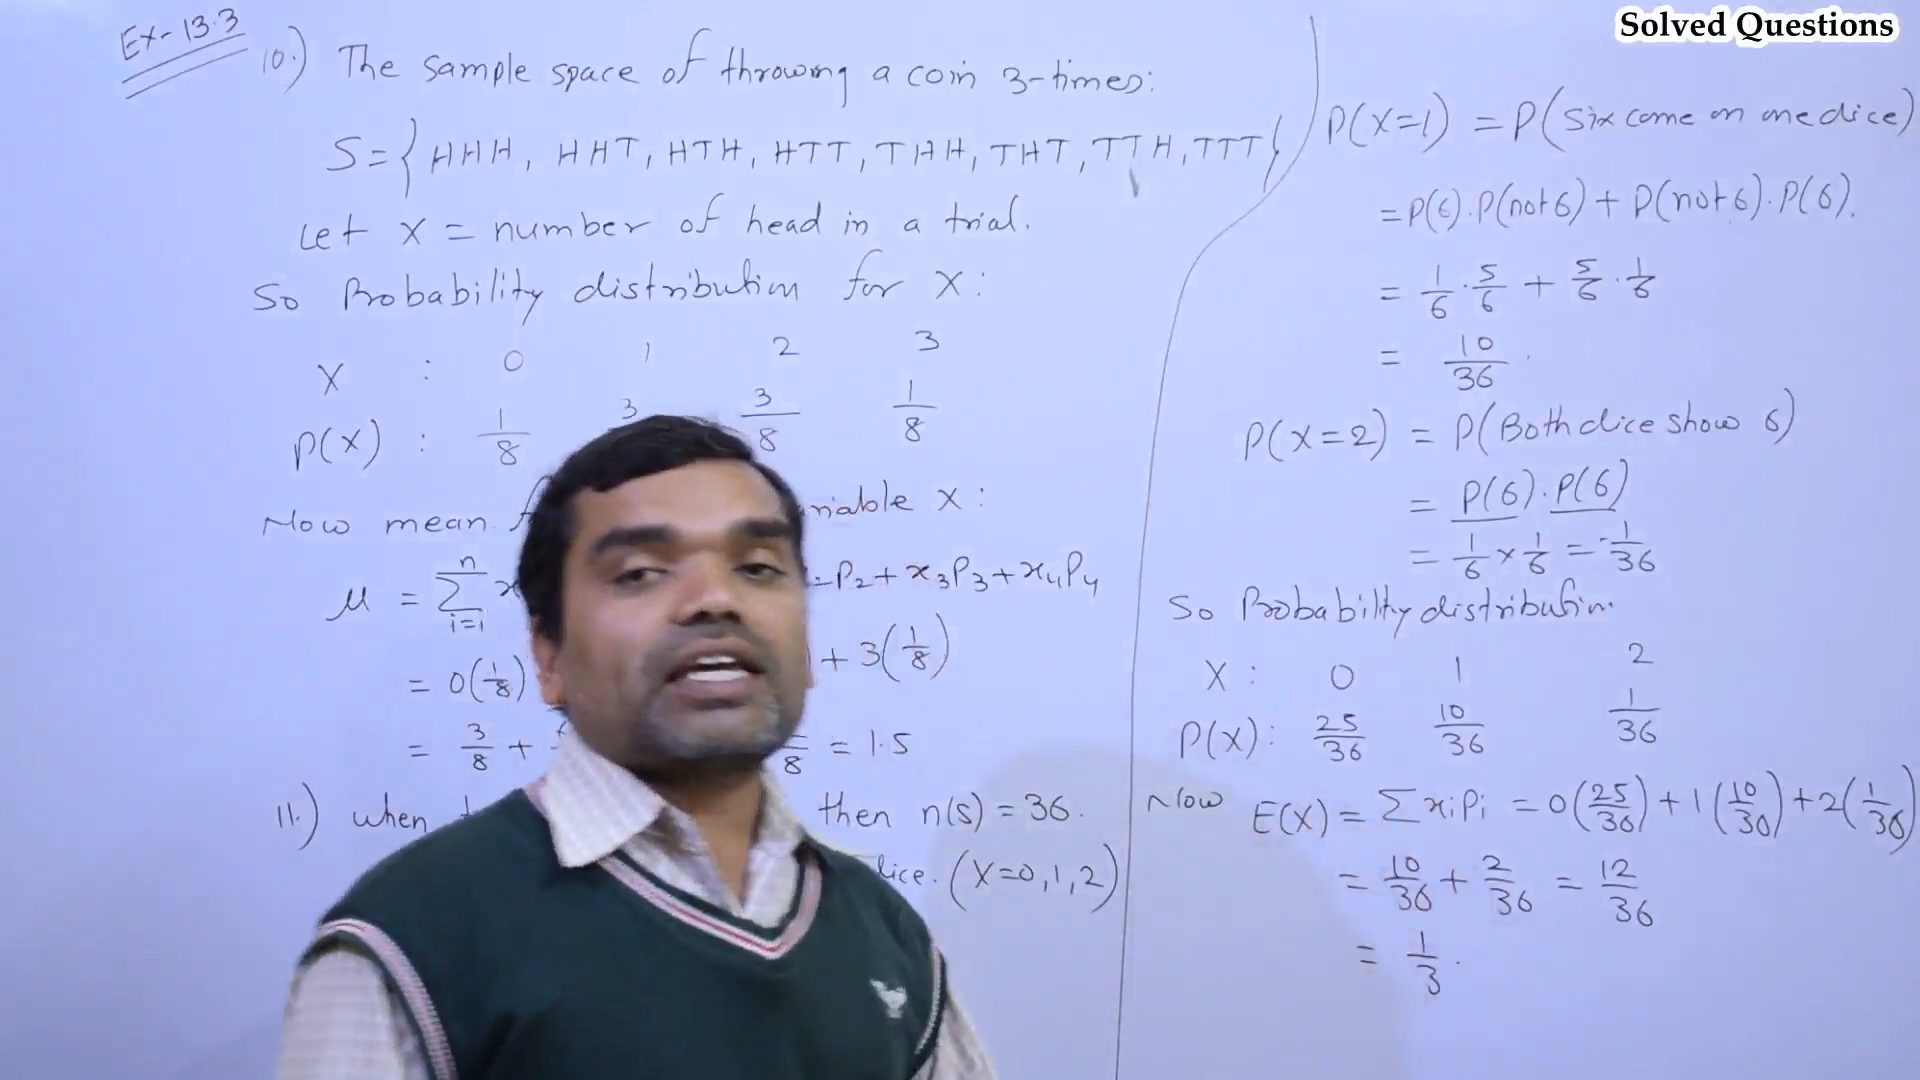 Solved Questions
Ex-13.3
10.) The sample space of throwing a coin 3-times:
S={HHH, HHT, HTH, HTT, THH, THT, TTH, TTT}
Let X = number of head in a trial.
So Probability distribution for X:
X : 0 1 2 3
P(X) : 1/8 3 3/8 1/8
Now mean X:
μ = n∑i=1 P2 + x3P3 + x4P4
= 0(1/8) + 3(1/8)
= 3/8 + /8 = 1.5
11.) when then n(S) = 36.
(X=0,1,2)
P(X=1) = P(Six come on one dice)
= P(6).P(not 6) + P(not 6).P(6).
= 1/6 . 5/6 + 5/6 . 1/6
= 10/36.
P(X=2) = P(Both dice show 6)
= P(6).P(6)
= 1/6 × 1/6 = 1/36
So Probability distribution.
X : 0 1 2
P(X): 25/36 10/36 1/36
Now E(X) = ∑xiPi = 0(25/36) + 1(10/36) + 2(1/36)
= 10/36 + 2/36 = 12/36
= 1/3.